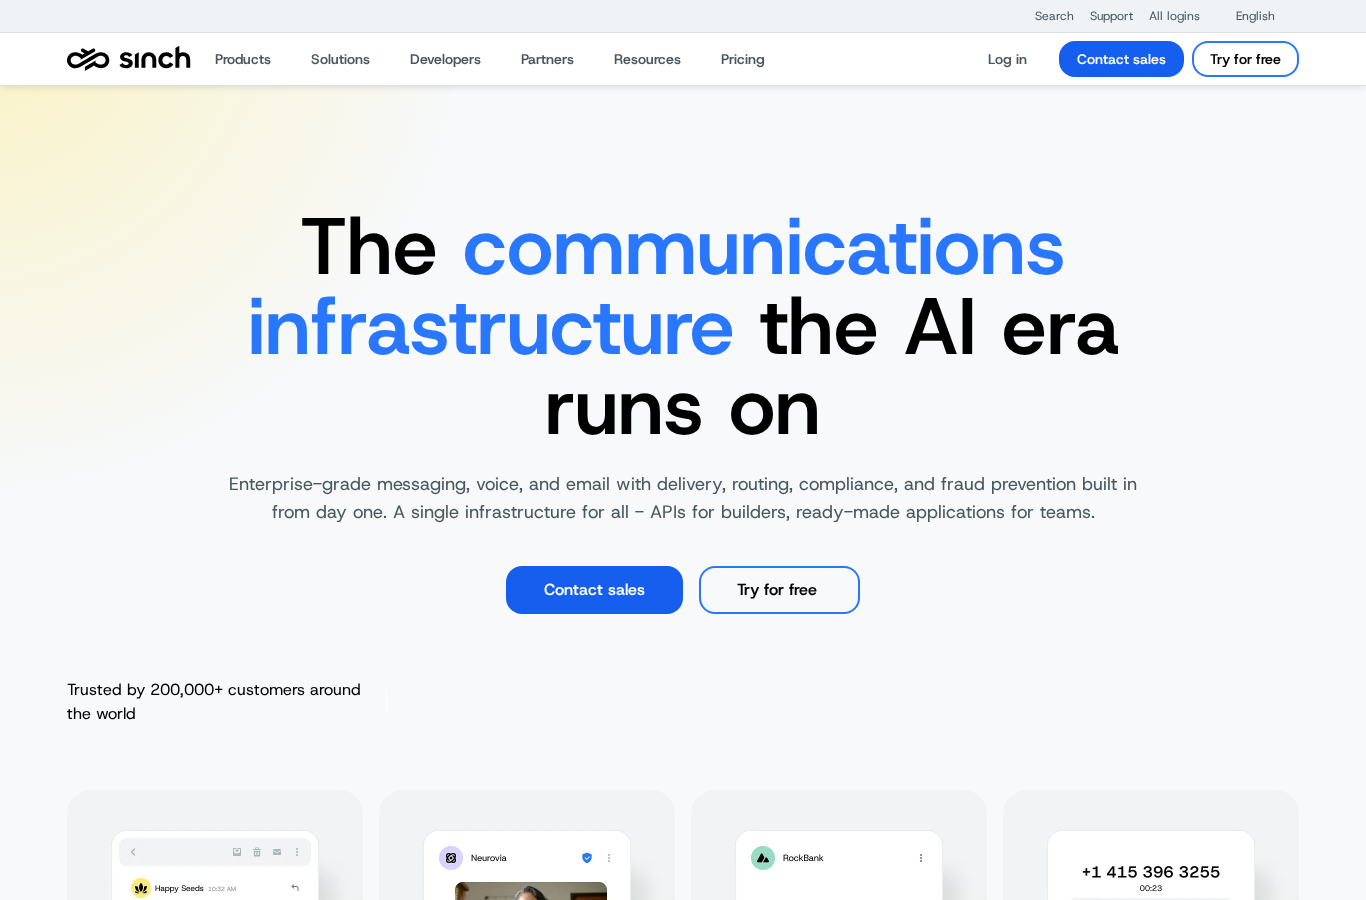 Search Support All logins English
sinch Products Solutions Developers Partners Resources Pricing Log in Contact sales Try for free
The communications
infrastructure the AI era
runs on
Enterprise-grade messaging, voice, and email with delivery, routing, compliance, and fraud prevention built in
from day one. A single infrastructure for all - APIs for builders, ready-made applications for teams.
Contact sales Try for free
Trusted by 200,000+ customers around
the world
Happy Seeds 10:32 AM
Neurovia
RockBank
+1 415 396 3255
00:23